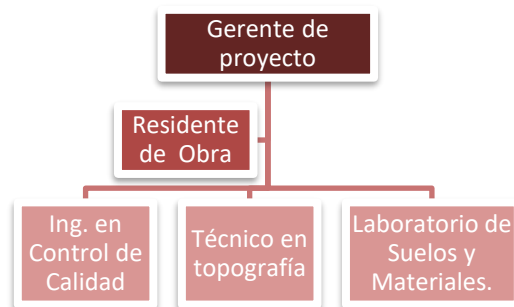 Gerente de
proyecto
Residente
de Obra
Ing. en
Control de
Calidad
Técnico en
topografía
Laboratorio de
Suelos y
Materiales.